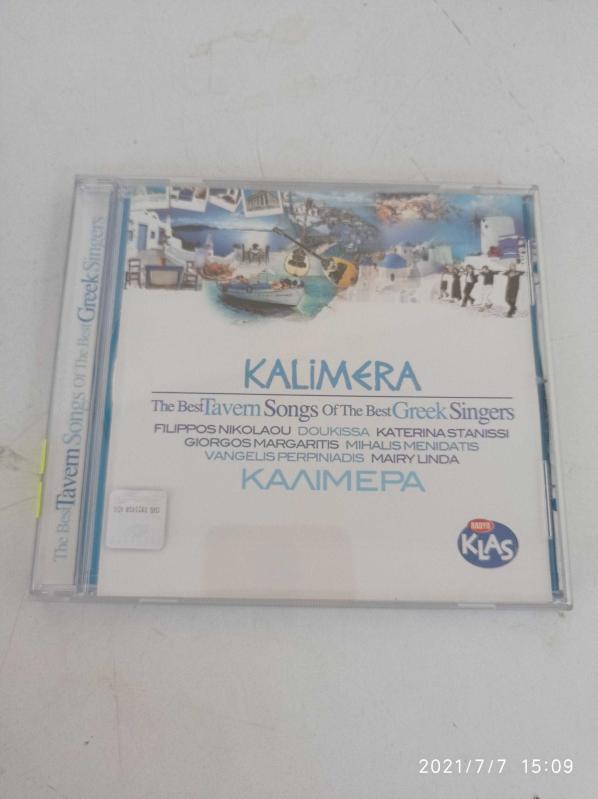 The Best Tavern Songs Of The Best Greek Singers
KALiMERA
The Best Tavern Songs Of The Best Greek Singers
FILIPPOS NIKOLAOU DOUKISSA KATERINA STANISSI
GIORGOS MARGARITIS MIHALIS MENIDATIS
VANGELIS PERPINIADIS MAIRY LINDA
ΚΑΛΙΜΕΡΑ
RADYO
KLAS
2021/7/7 15:09